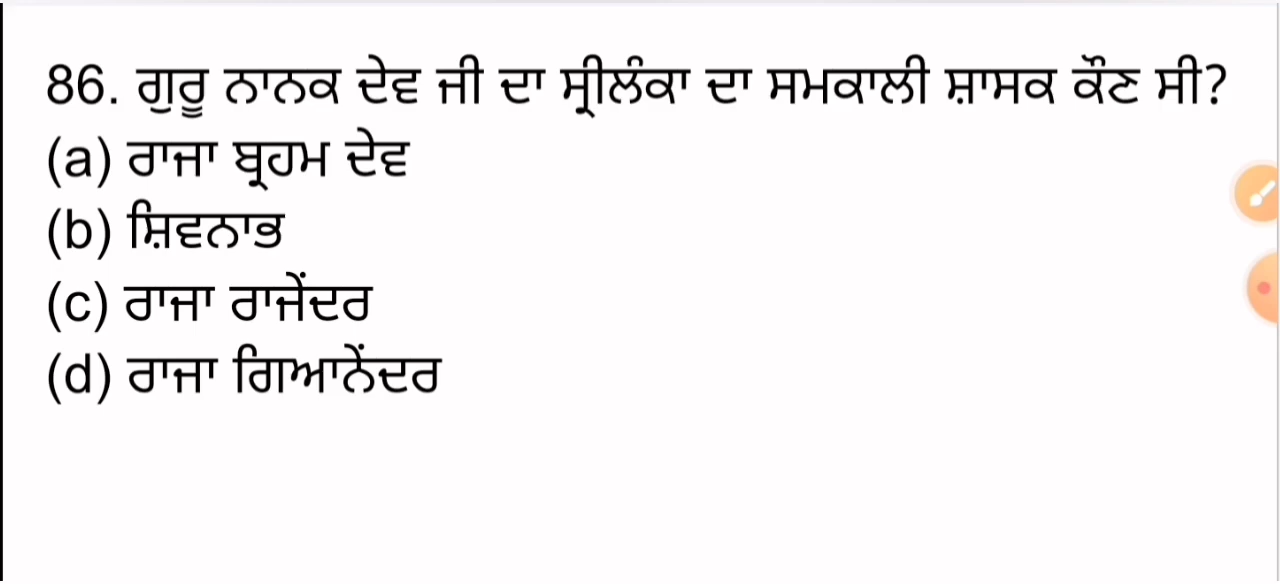 86. ਗੁਰੂ ਨਾਨਕ ਦੇਵ ਜੀ ਦਾ ਸ੍ਰੀਲੰਕਾ ਦਾ ਸਮਕਾਲੀ ਸ਼ਾਸਕ ਕੌਣ ਸੀ?
(a) ਰਾਜਾ ਬ੍ਰਹਮ ਦੇਵ
(b) ਸ਼ਿਵਨਾਭ
(c) ਰਾਜਾ ਰਾਜੇਂਦਰ
(d) ਰਾਜਾ ਗਿਆਨੇਂਦਰ